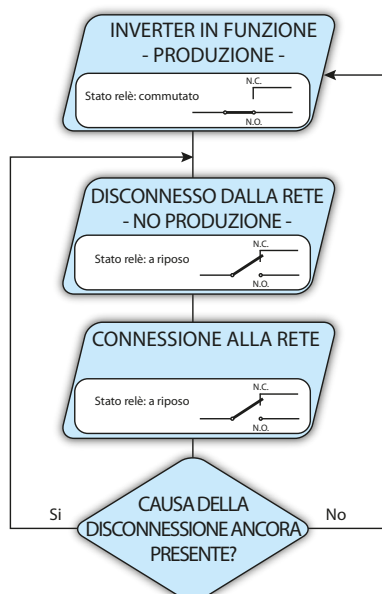 INVERTER IN FUNZIONE
- PRODUZIONE -
N.C.
Stato relè: commutato
N.O.
DISCONNESSO DALLA RETE
- NO PRODUZIONE -
N.C.
Stato relè: a riposo
N.O.
CONNESSIONE ALLA RETE
N.C.
Stato relè: a riposo
N.O.
Si
CAUSA DELLA
DISCONNESSIONE ANCORA
PRESENTE?
No